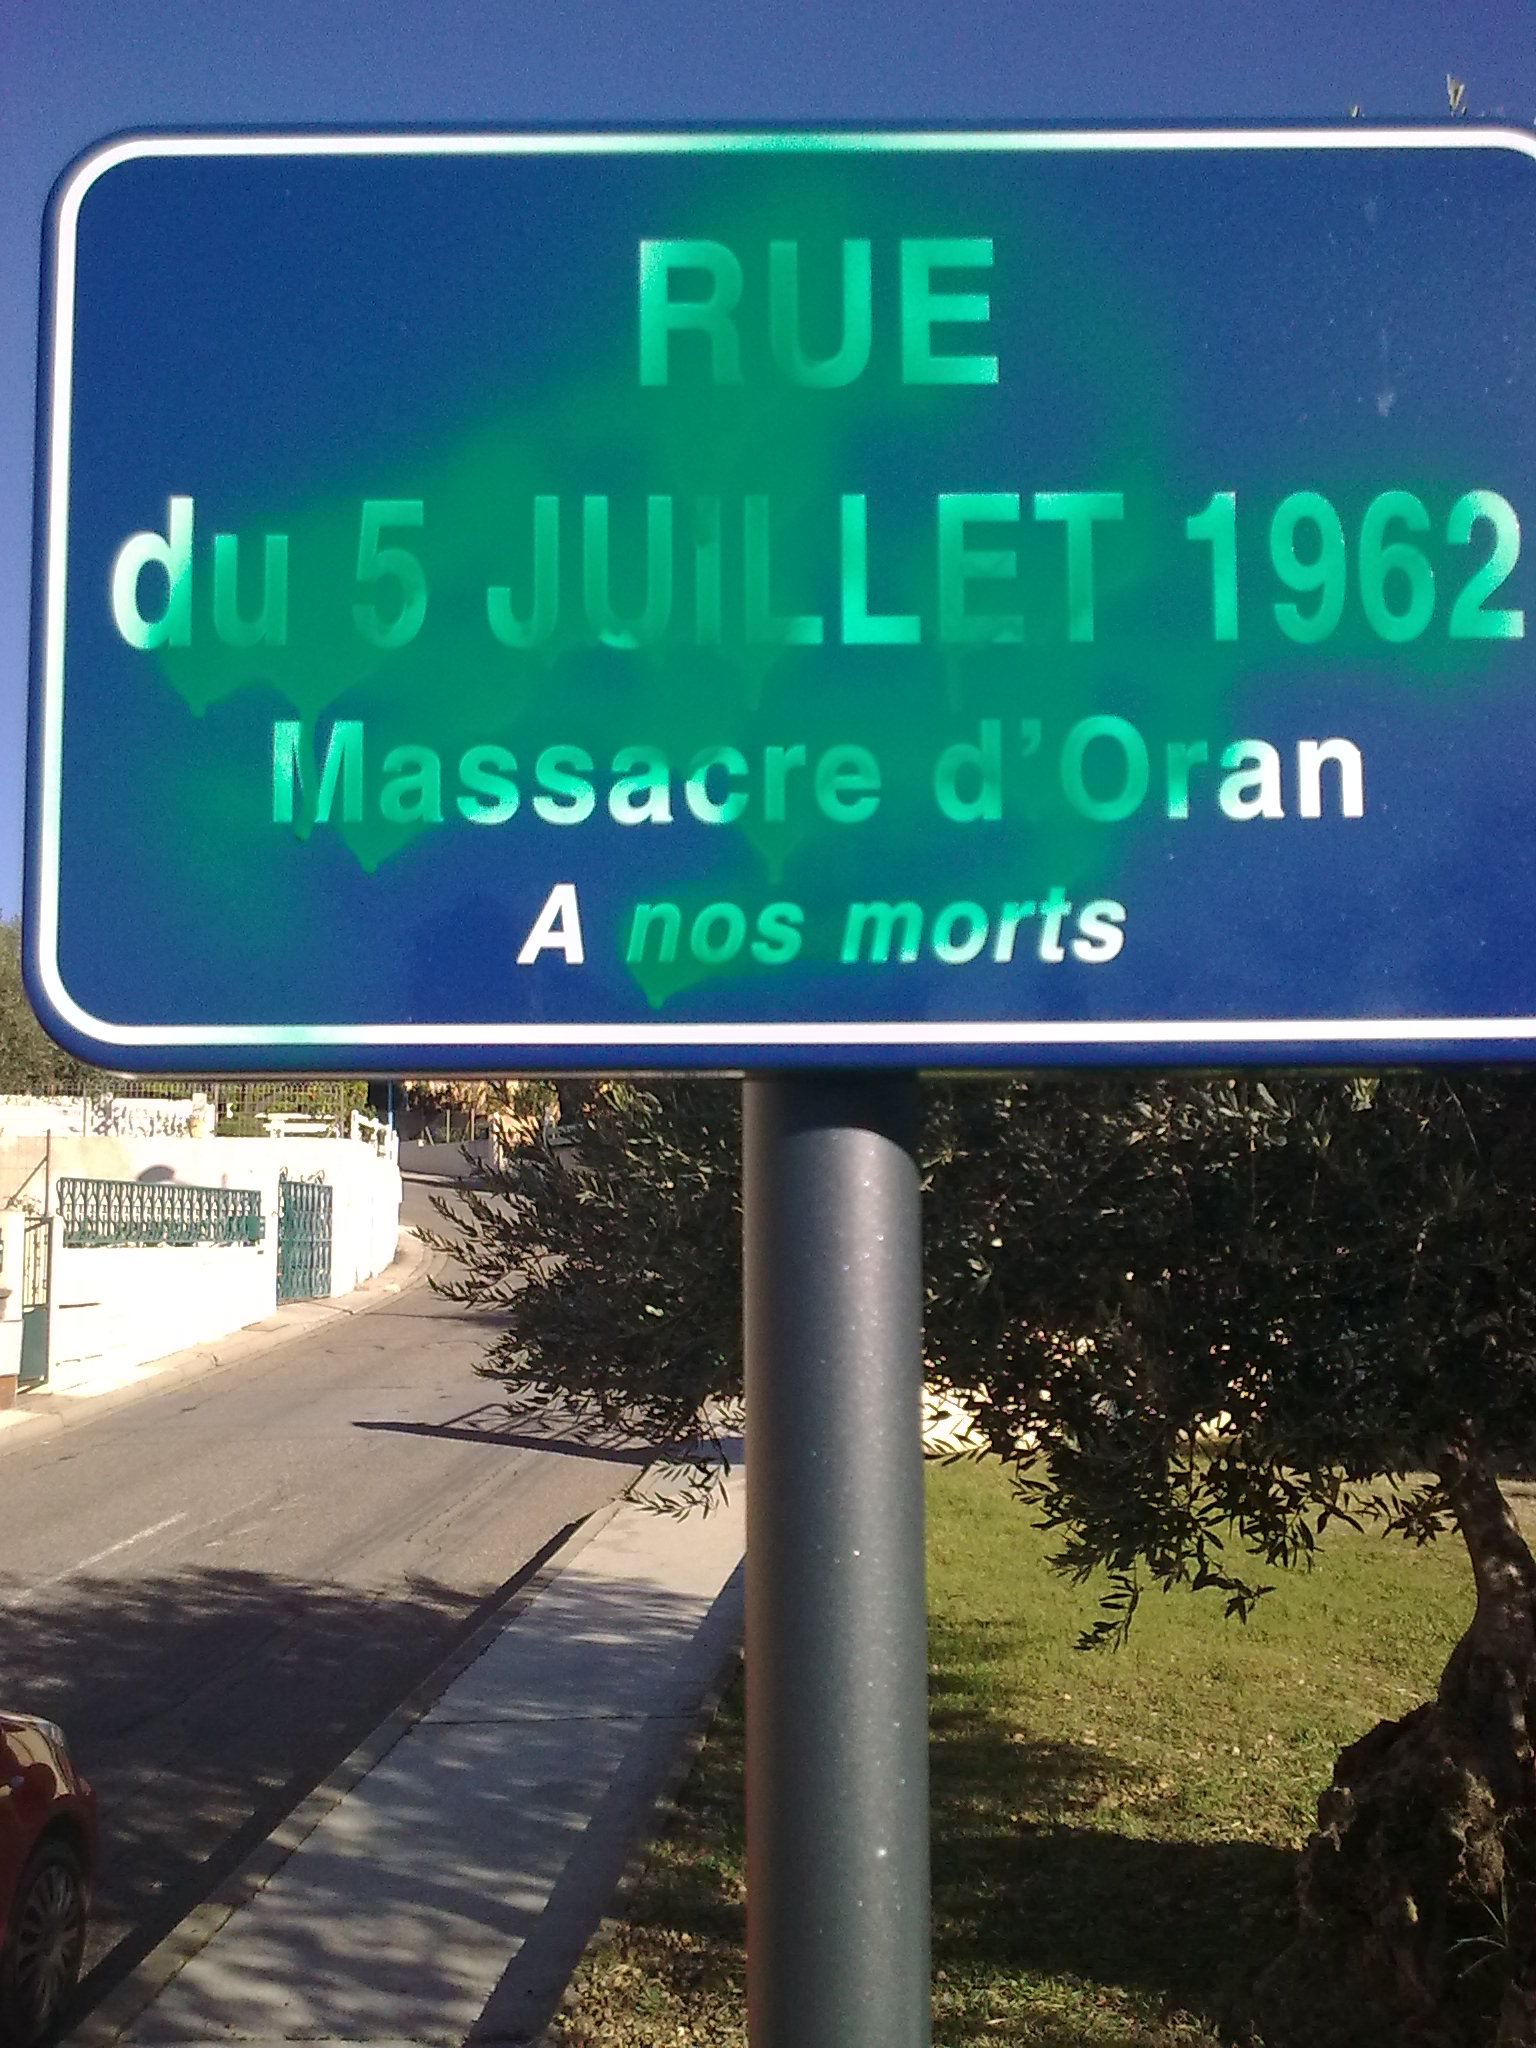 RUE
du 5 JUiLLET 1962
Massacre d'Oran
A nos morts